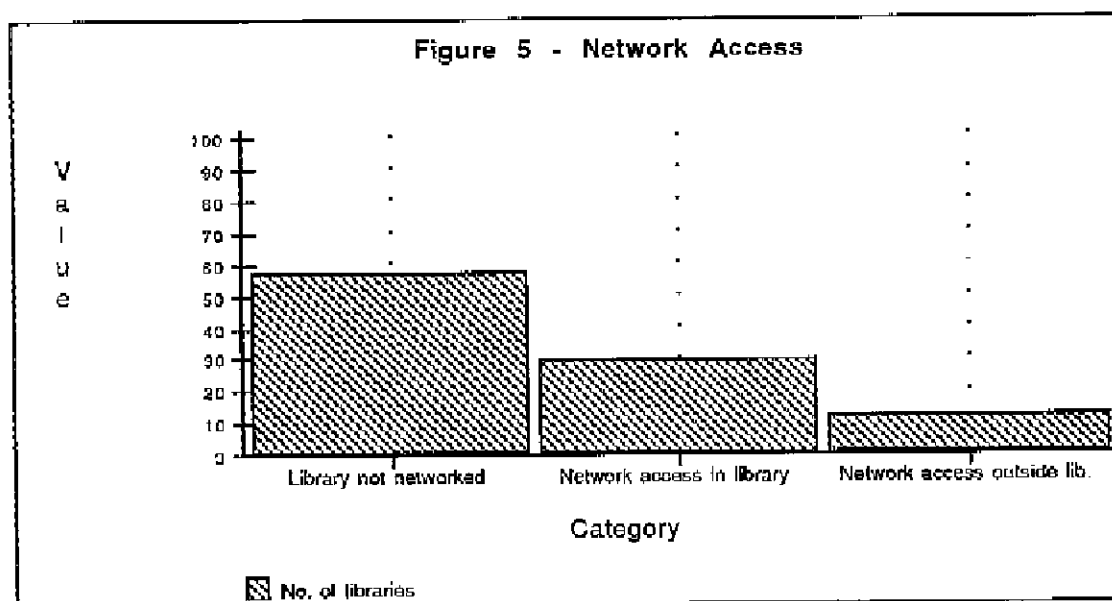 Figure 5 - Network Access
Value
100
90
80
70
60
50
40
30
20
10
0
Library not networked
Network access in library
Network access outside lib.
Category
No. of libraries